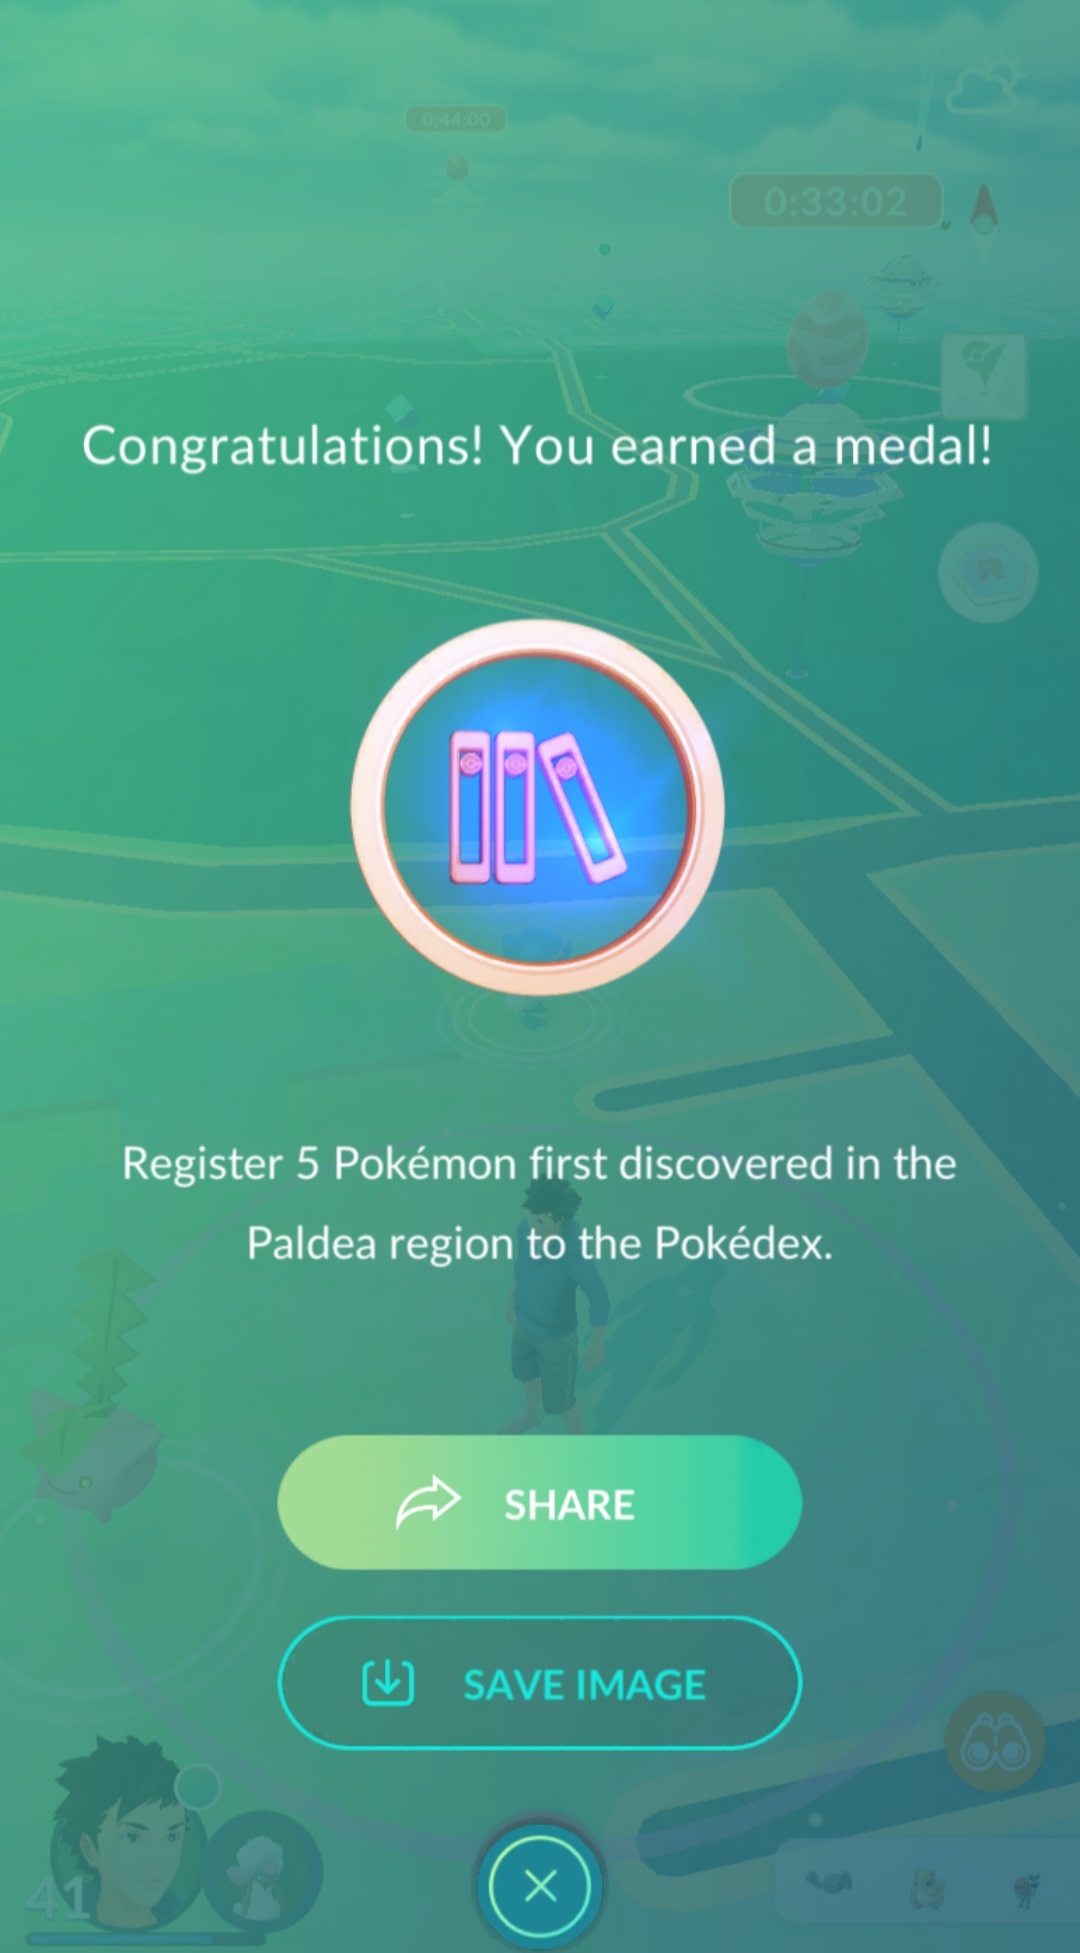 0:44:00
0:33:02
Congratulations! You earned a medal!
R
Register 5 Pokémon first discovered in the
Paldea region to the Pokédex.
SHARE
SAVE IMAGE
41